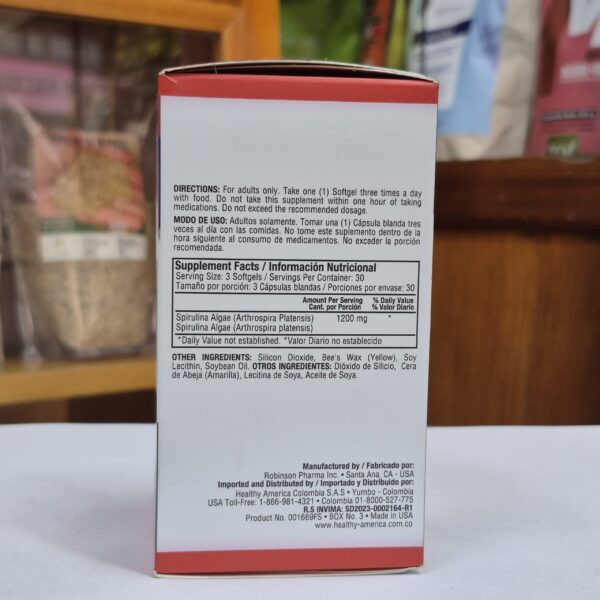 DIRECTIONS: For adults only. Take one (1) Softgel three times a day
with food. Do not take this supplement within one hour of taking
medications. Do not exceed the recommended dosage.
MODO DE USO: Adultos solamente. Tomar una (1) Cápsula blanda tres
veces al día con las comidas. No tome este suplemento dentro de la
hora siguiente al consumo de medicamentos. No exceder la porción
recomendada.
Supplement Facts / Información Nutricional
Serving Size: 3 Softgels / Servings Per Container: 30
Tamaño por porción: 3 Cápsulas blandas / Porciones por envase: 30
Amount Per Serving % Daily Value
Cant. por Porción % Valor Diario
Spirulina Algae (Arthrospira Platensis) 1200 mg *
Spirulina Algae (Arthrospira platensis)
*Daily Value not established. *Valor Diario no establecido
OTHER INGREDIENTS: Silicon Dioxide, Bee's Wax (Yellow), Soy
Lecithin, Soybean Oil. OTROS INGREDIENTES: Dióxido de Silicio, Cera
de Abeja (Amarilla), Lecitina de Soya, Aceite de Soya.
Manufactured by / Fabricado por:
Robinson Pharma Inc. • Santa Ana, CA - USA
Imported and Distributed by / Importado y Distribuido por:
Healthy America Colombia S.A.S • Yumbo - Colombia
USA Toll-Free: 1-866-981-4321 • Colombia 01-8000-527-775
R.S INVIMA: SD2023-0002164-R1
Product No. 001669FS • BOX No. 3 • Made in USA
www.healthy-america.com.co